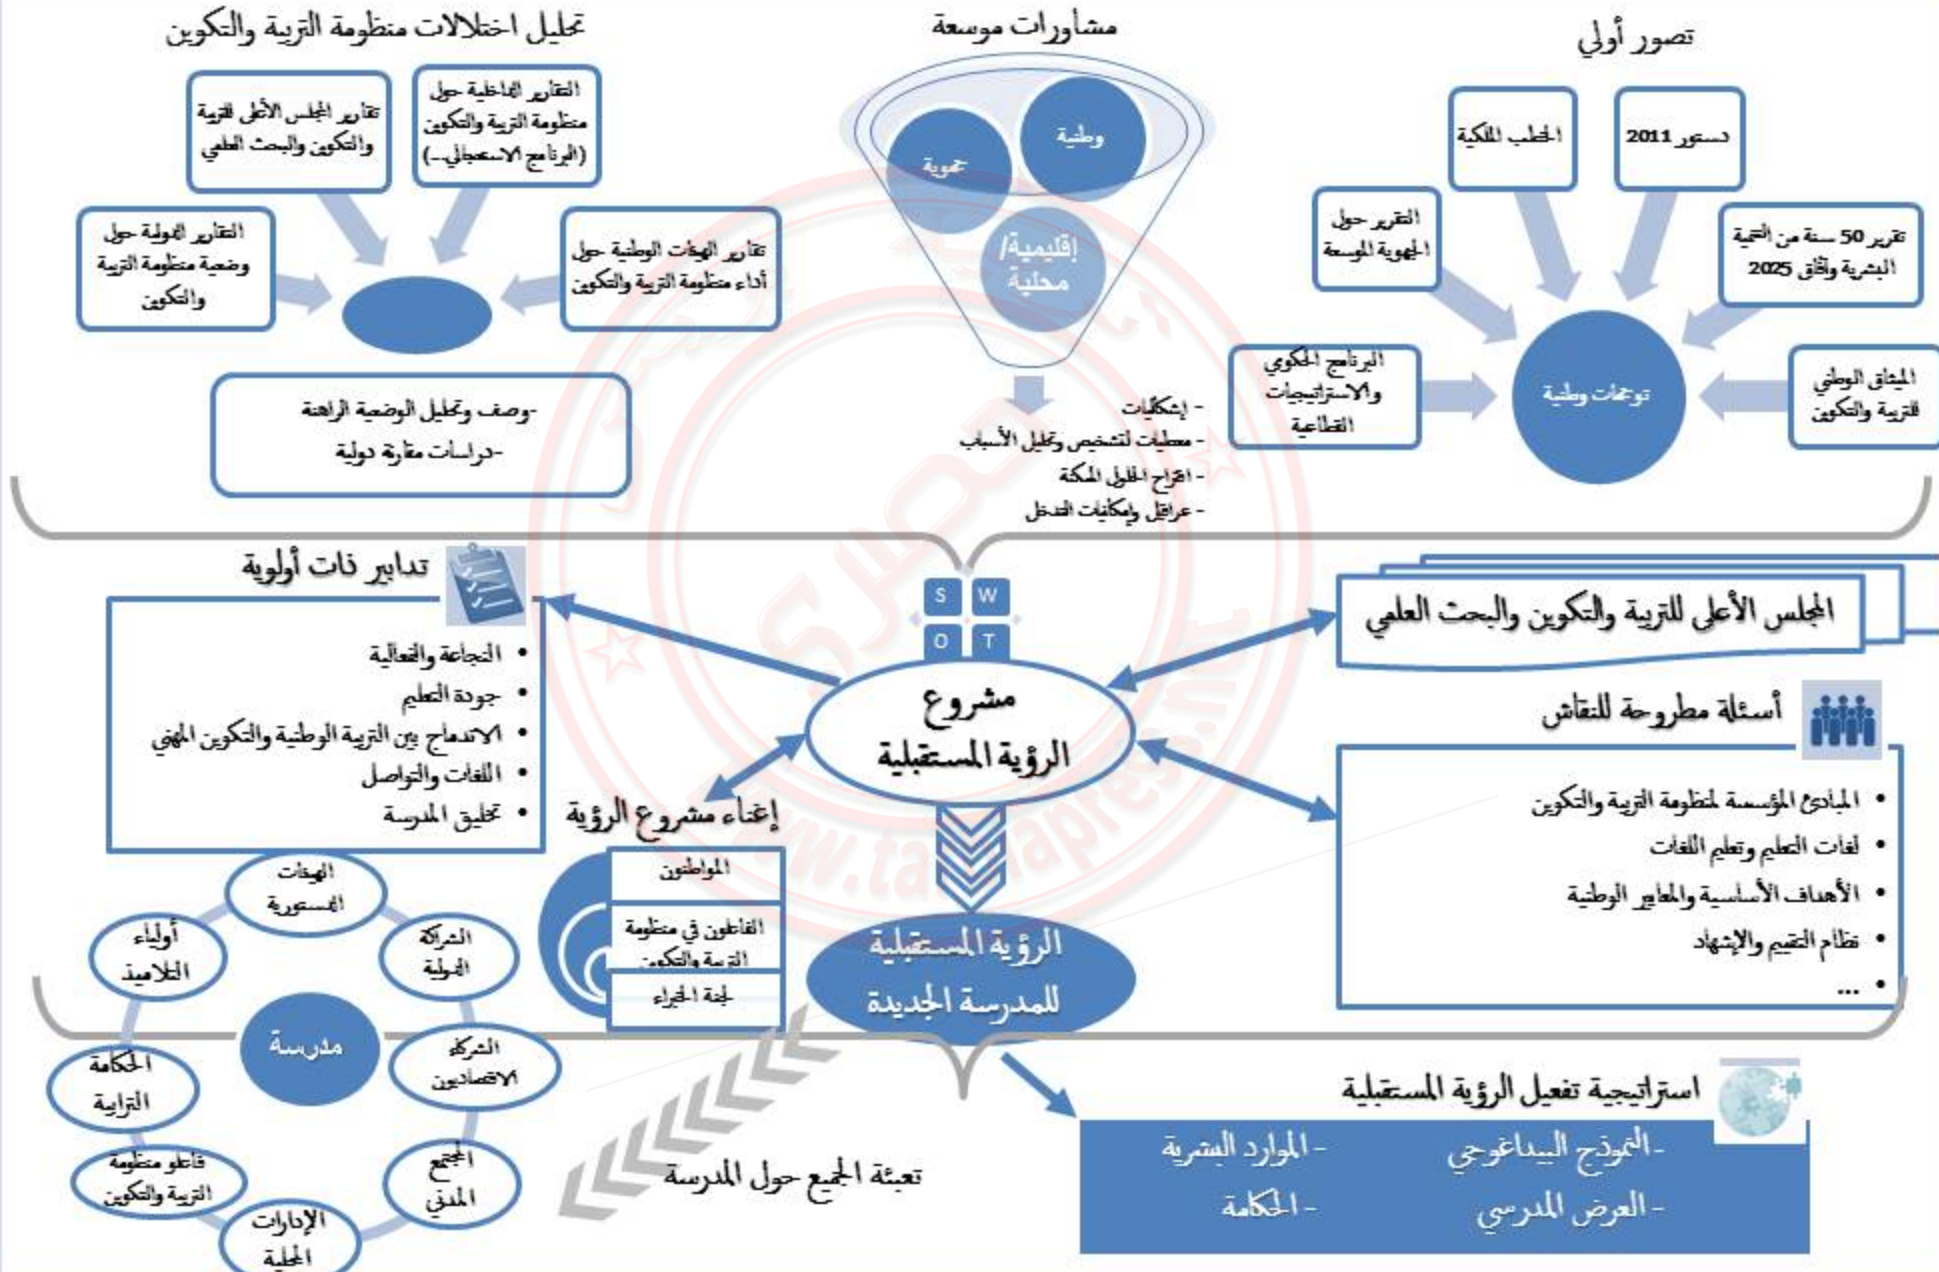 تصور أولي
دستور 2011
الخطب الملكية
التقرير حول
الجهوية الموسعة
تقرير 50 سنة من التنمية
البشرية وآفاق 2025
البرنامج الحكومي
والاستراتيجيات
القطاعية
الميثاق الوطني
للتربية والتكوين
توجهات وطنية
مشاورات موسعة
وطنية
جهوية
إقليمية/
محلية
- إشكاليات
- معطيات لتشخيص وتحليل الأسباب
- اقتراح الحلول الممكنة
- عراقيل وإمكانيات التدخل
تحليل اختلالات منظومة التربية والتكوين
التقارير الداخلية حول
منظومة التربية والتكوين
(البرنامج الاستعجالي...)
تقارير المجلس الأعلى للتربية
والتكوين والبحث العلمي
تقارير الهيئات الوطنية حول
أداء منظومة التربية والتكوين
التقارير الدولية حول
وضعية منظومة التربية
والتكوين
-وصف وتحليل الوضعية الراهنة
-دراسات مقارنة دولية
S W
O T
مشروع
الرؤية المستقبلية
المجلس الأعلى للتربية والتكوين والبحث العلمي
أسئلة مطروحة للنقاش
• المبادئ المؤسسة لمنظومة التربية والتكوين
• لغات التعليم وتعليم اللغات
• الأهداف الأساسية والمعايير الوطنية
• نظام التقييم والإشهاد
• ...
تدابير ذات أولوية
• النجاعة والفعالية
• جودة التعليم
• الاندماج بين التربية الوطنية والتكوين المهني
• اللغات والتواصل
• تخليق المدرسة
إغناء مشروع الرؤية
المواطنون
الفاعلون في منظومة
التربية والتكوين
لجنة الخبراء
الرؤية المستقبلية
للمدرسة الجديدة
استراتيجية تفعيل الرؤية المستقبلية
-النموذج البيداغوجي
- العرض المدرسي
- الموارد البشرية
- الحكامة
تعبئة الجميع حول المدرسة
مدرسة
الهيئات
الدستورية
الشراكة
الدولية
الشركاء
الاقتصاديون
المجتمع
المدني
الإدارات
المحلية
فاعلو منظومة
التربية والتكوين
الحكامة
الترابية
أولياء
التلاميذ